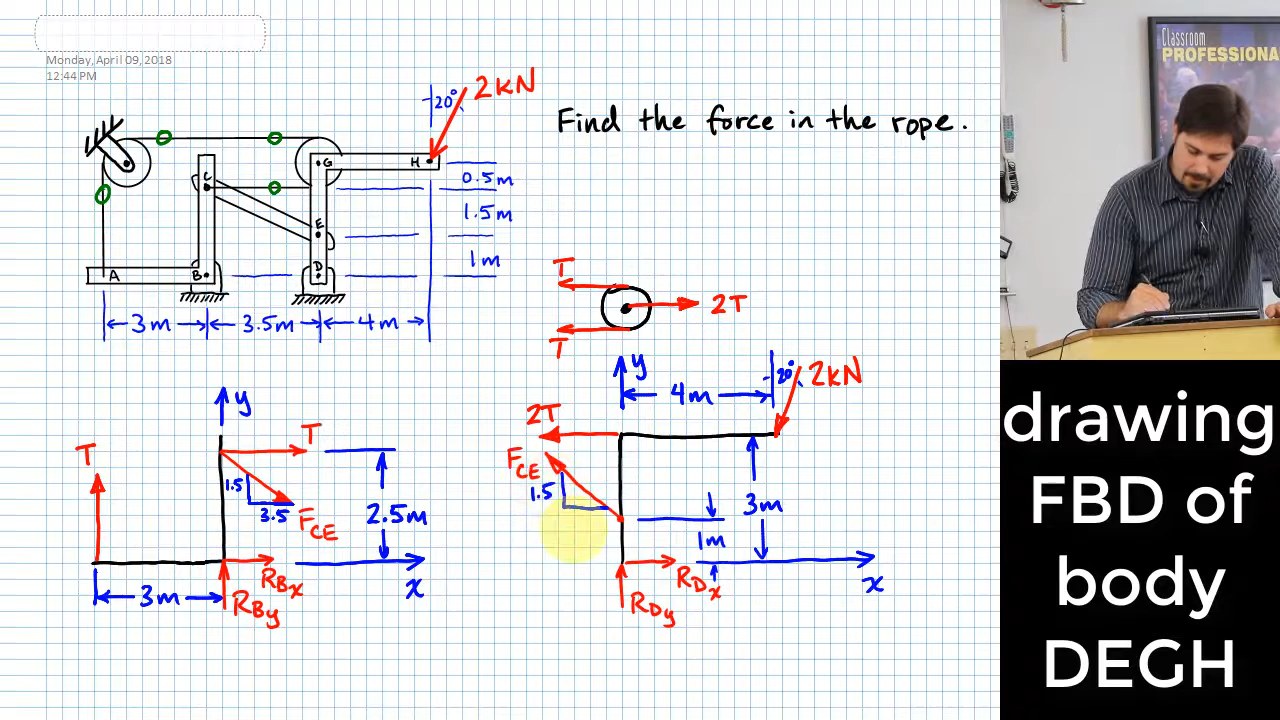 Monday, April 09, 2018
12:44 PM
Find the force in the rope.
20°
2kN
G
H
C
E
A
B
D
0.5m
1.5m
1m
3m
3.5m
4m
T
T
2T
y
T
T
1.5
3.5
FCE
2.5m
RBx
RBy
3m
x
y
4m
20°
2kN
2T
FCE
1.5
3m
1m
RDx
RDy
x
Classroom
PROFESSIONA
drawing
FBD of
body
DEGH